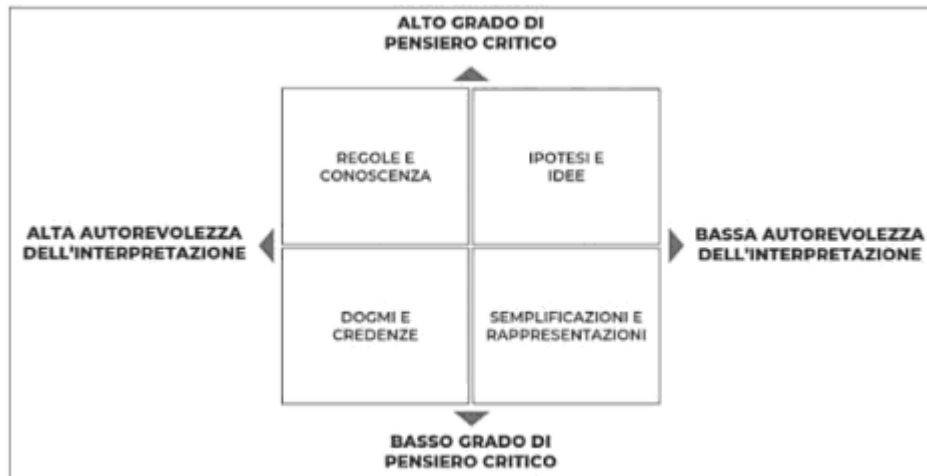 ALTO GRADO DI
PENSIERO CRITICO
REGOLE E
CONOSCENZA
IPOTESI E
IDEE
ALTA AUTOREVOLEZZA
DELL'INTERPRETAZIONE
BASSA AUTOREVOLEZZA
DELL'INTERPRETAZIONE
DOGMI E
CREDENZE
SEMPLIFICAZIONI E
RAPPRESENTAZIONI
BASSO GRADO DI
PENSIERO CRITICO